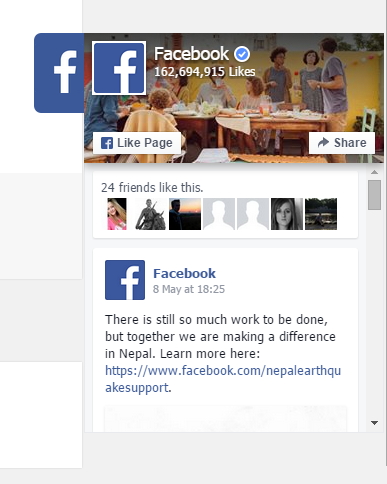 Facebook
162,694,915 Likes
Like Page
Share
24 friends like this.
Facebook
8 May at 18:25
There is still so much work to be done,
but together we are making a difference
in Nepal. Learn more here:
https://www.facebook.com/nepalearthqu
akesupport.